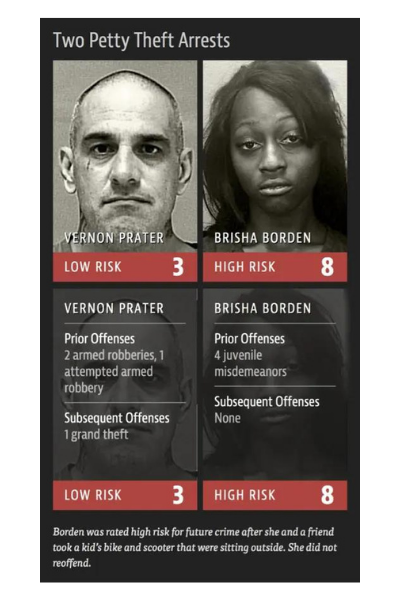 Two Petty Theft Arrests
VERNON PRATER
LOW RISK 3
BRISHA BORDEN
HIGH RISK 8
VERNON PRATER
Prior Offenses
2 armed robberies, 1
attempted armed
robbery
Subsequent Offenses
1 grand theft
LOW RISK 3
BRISHA BORDEN
Prior Offenses
4 juvenile
misdemeanors
Subsequent Offenses
None
HIGH RISK 8
Borden was rated high risk for future crime after she and a friend
took a kid's bike and scooter that were sitting outside. She did not
reoffend.